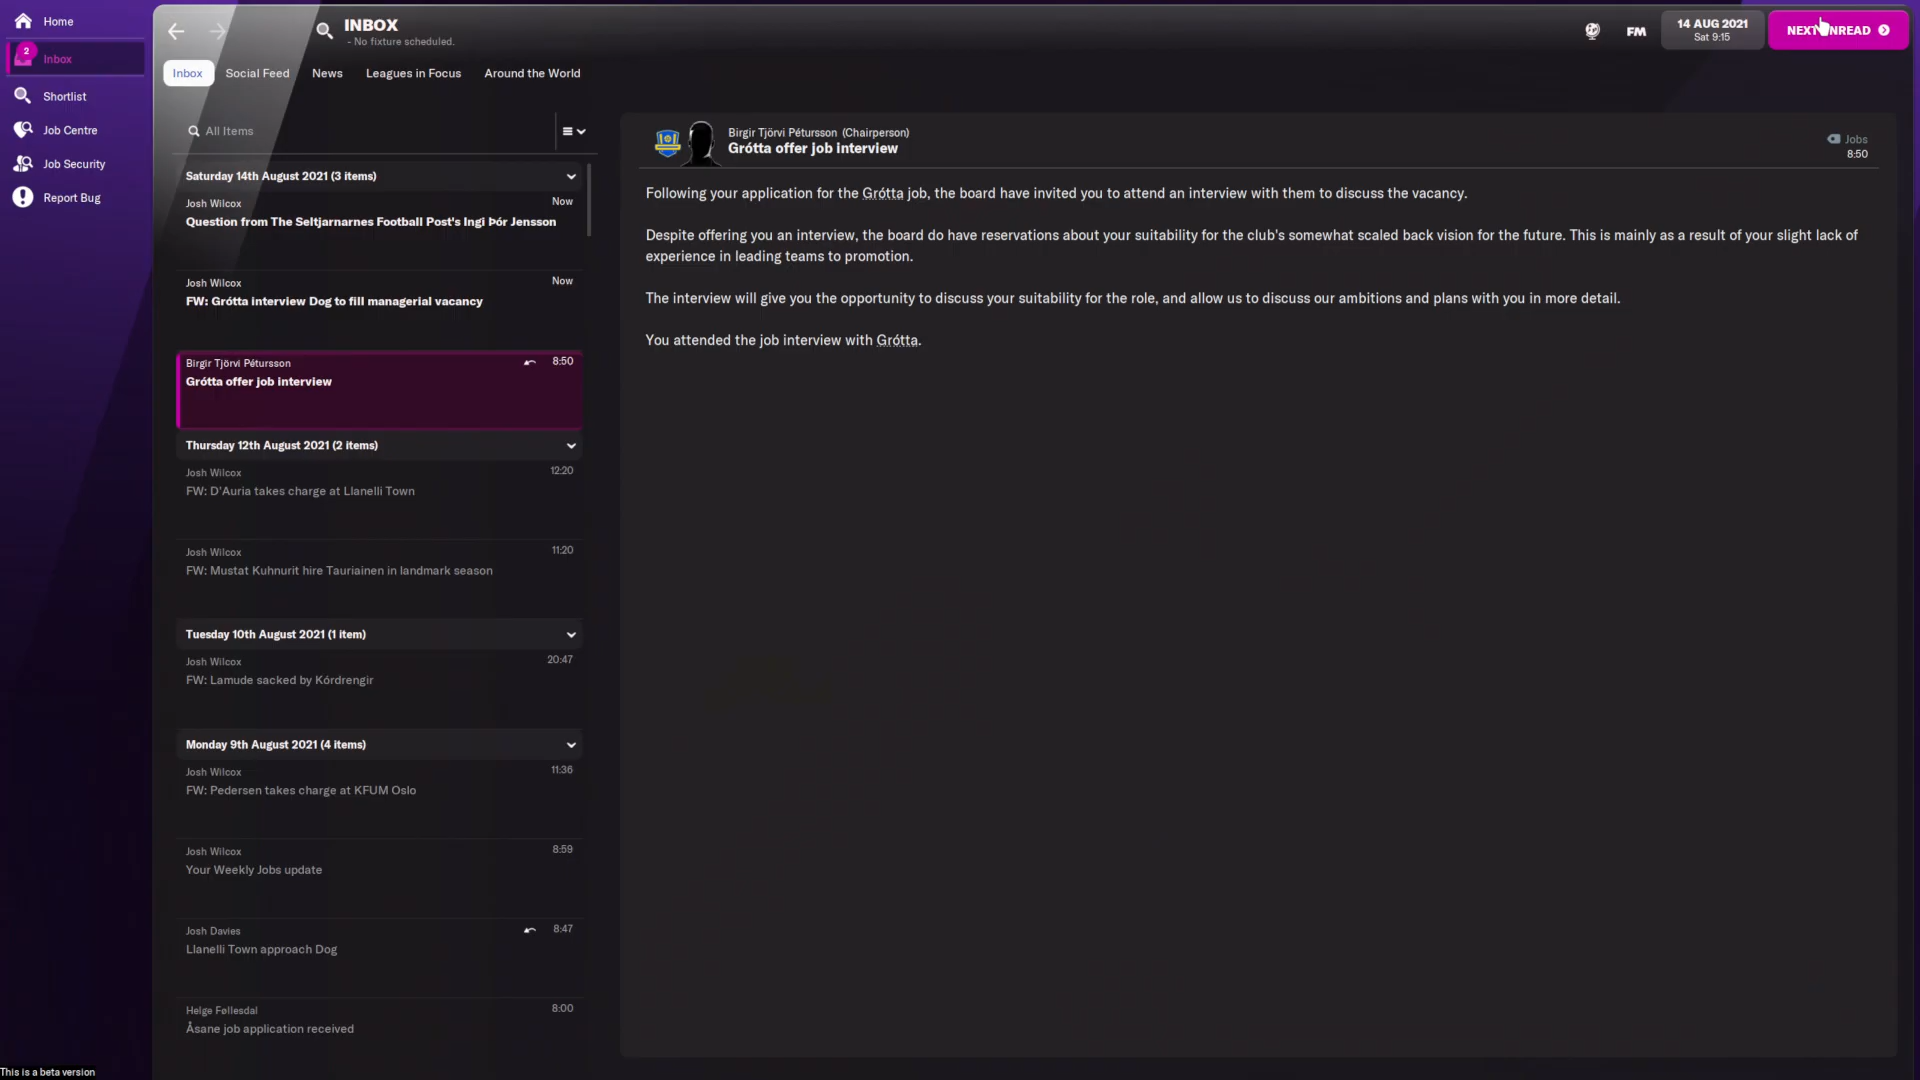 Home
2
Inbox
Shortlist
Job Centre
Job Security
Report Bug
INBOX
- No fixture scheduled.
FM
14 AUG 2021
Sat 9:15
NEXT UNREAD
Inbox Social Feed News Leagues in Focus Around the World
All Items
Saturday 14th August 2021 (3 items)
Josh Wilcox Now
Question from The Seltjarnarnes Football Post's Ingi Þór Jensson
Josh Wilcox Now
FW: Grótta interview Dog to fill managerial vacancy
Birgir Tjörvi Pétursson 8:50
Grótta offer job interview
Thursday 12th August 2021 (2 items)
Josh Wilcox 12:20
FW: D'Auria takes charge at Llanelli Town
Josh Wilcox 11:20
FW: Mustat Kuhnurit hire Tauriainen in landmark season
Tuesday 10th August 2021 (1 item)
Josh Wilcox 20:47
FW: Lamude sacked by Kórdrengir
Monday 9th August 2021 (4 items)
Josh Wilcox 11:36
FW: Pedersen takes charge at KFUM Oslo
Josh Wilcox 8:59
Your Weekly Jobs update
Josh Davies 8:47
Llanelli Town approach Dog
Helge Føllesdal 8:00
Åsane job application received
Birgir Tjörvi Pétursson (Chairperson)
Grótta offer job interview
Jobs
8:50
Following your application for the Grótta job, the board have invited you to attend an interview with them to discuss the vacancy.
Despite offering you an interview, the board do have reservations about your suitability for the club's somewhat scaled back vision for the future. This is mainly as a result of your slight lack of
experience in leading teams to promotion.
The interview will give you the opportunity to discuss your suitability for the role, and allow us to discuss our ambitions and plans with you in more detail.
You attended the job interview with Grótta.
This is a beta version